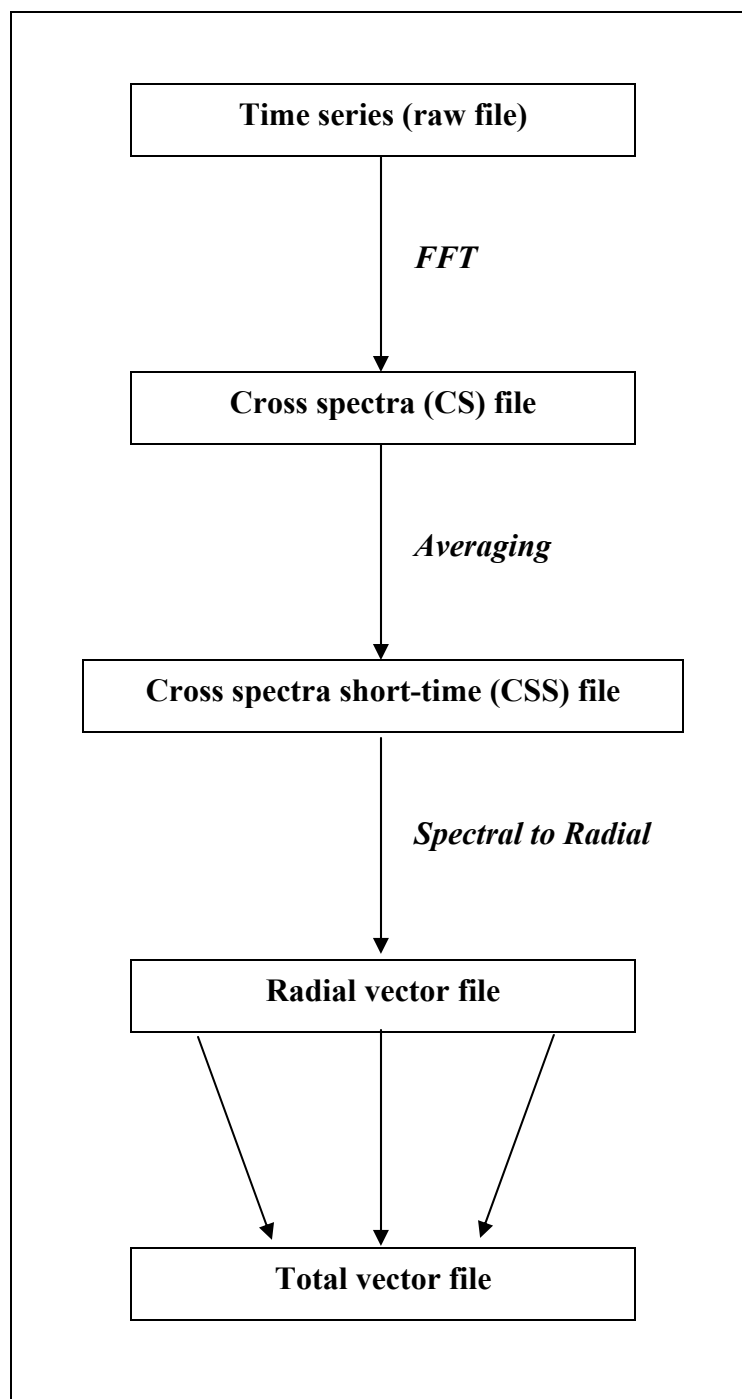 Time series (raw file)
FFT
Cross spectra (CS) file
Averaging
Cross spectra short-time (CSS) file
Spectral to Radial
Radial vector file
Total vector file